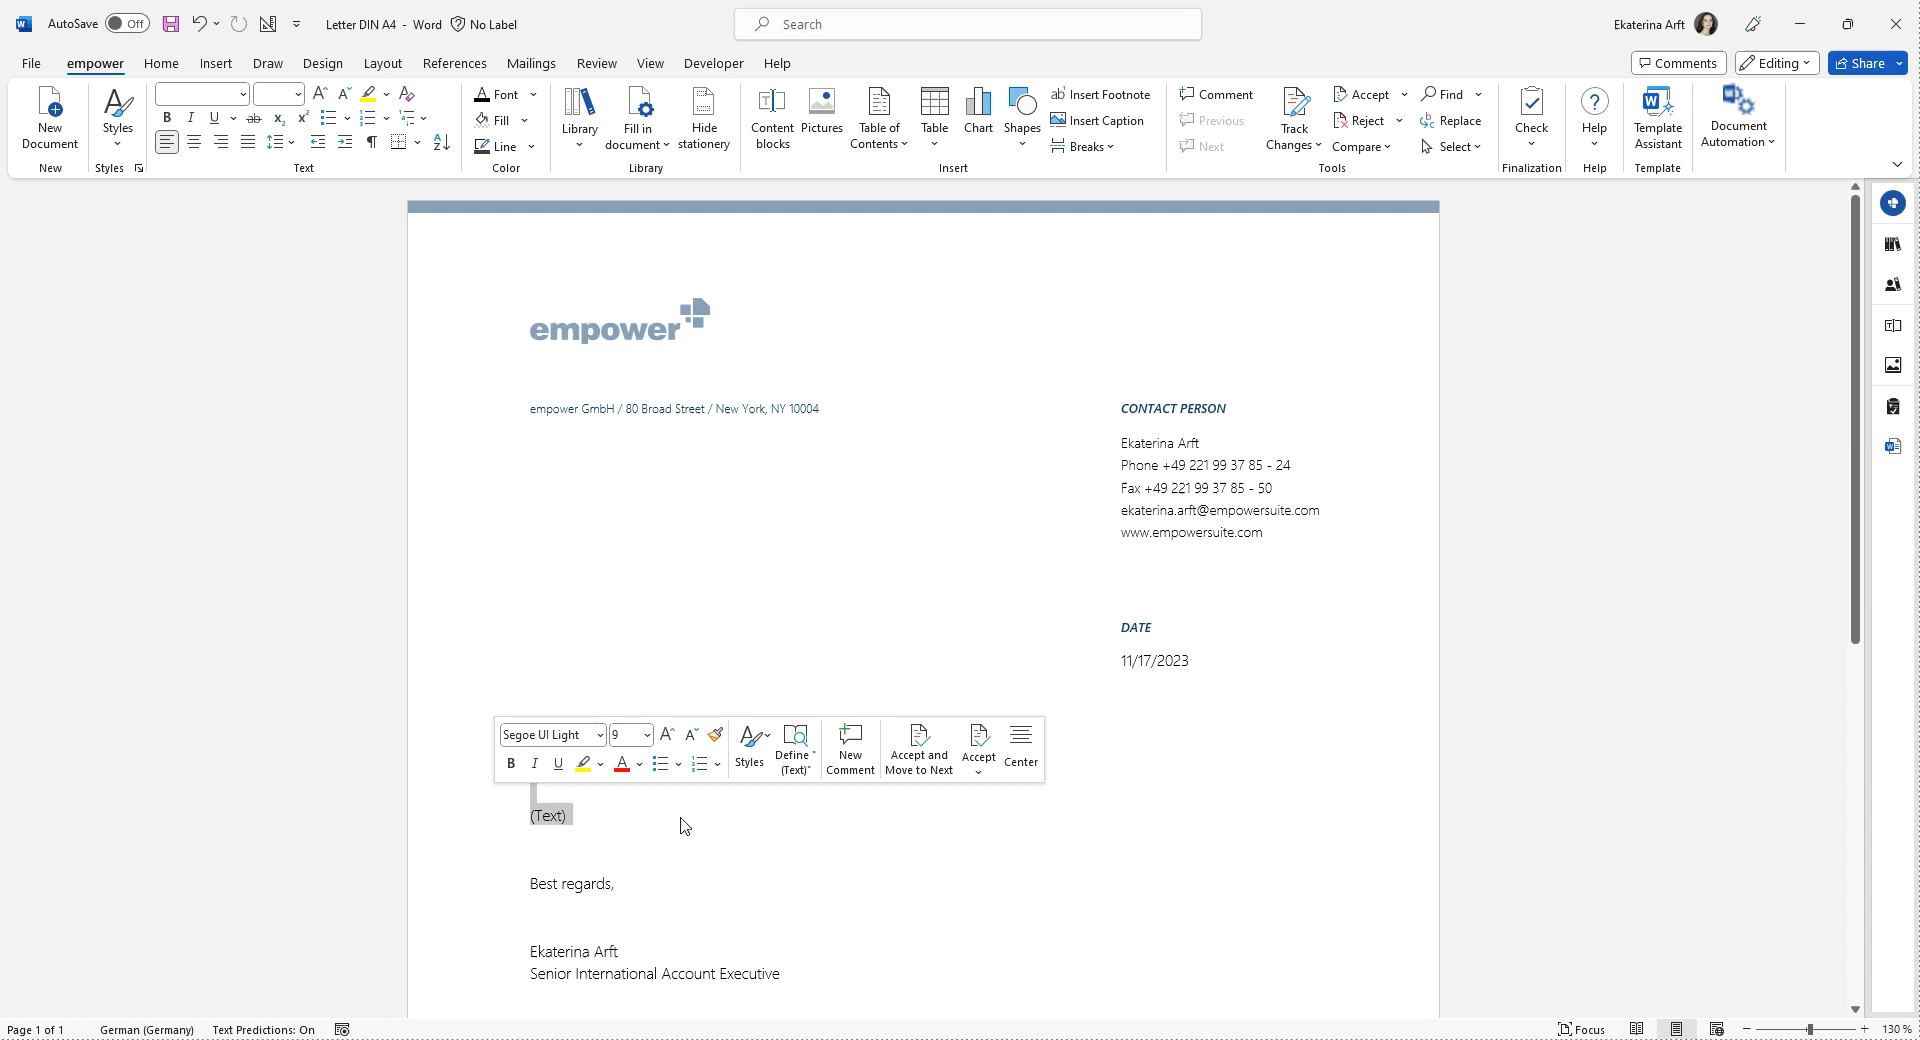 AutoSave Off Letter DIN A4 - Word No Label Search Ekaterina Arft
File empower Home Insert Draw Design Layout References Mailings Review View Developer Help Comments Editing Share
New Document
New
Styles
Styles
Text
Font
Fill
Line
Color
Library
Fill in document
Hide stationery
Library
Content blocks
Pictures
Table of Contents
Table
Chart
Shapes
Insert Footnote
Insert Caption
Breaks
Insert
Comment
Previous
Next
Track Changes
Accept
Reject
Compare
Find
Replace
Select
Tools
Check
Finalization
Help
Help
Template Assistant
Template
Document Automation
empower
empower GmbH / 80 Broad Street / New York, NY 10004
CONTACT PERSON
Ekaterina Arft
Phone +49 221 99 37 85 - 24
Fax +49 221 99 37 85 - 50
ekaterina.arft@empowersuite.com
www.empowersuite.com
DATE
11/17/2023
Segoe UI Light 9
B I U A
Styles
Define "(Text)"
New Comment
Accept and Move to Next
Accept
Center
(Text)
Best regards,
Ekaterina Arft
Senior International Account Executive
Page 1 of 1 German (Germany) Text Predictions: On Focus 130 %